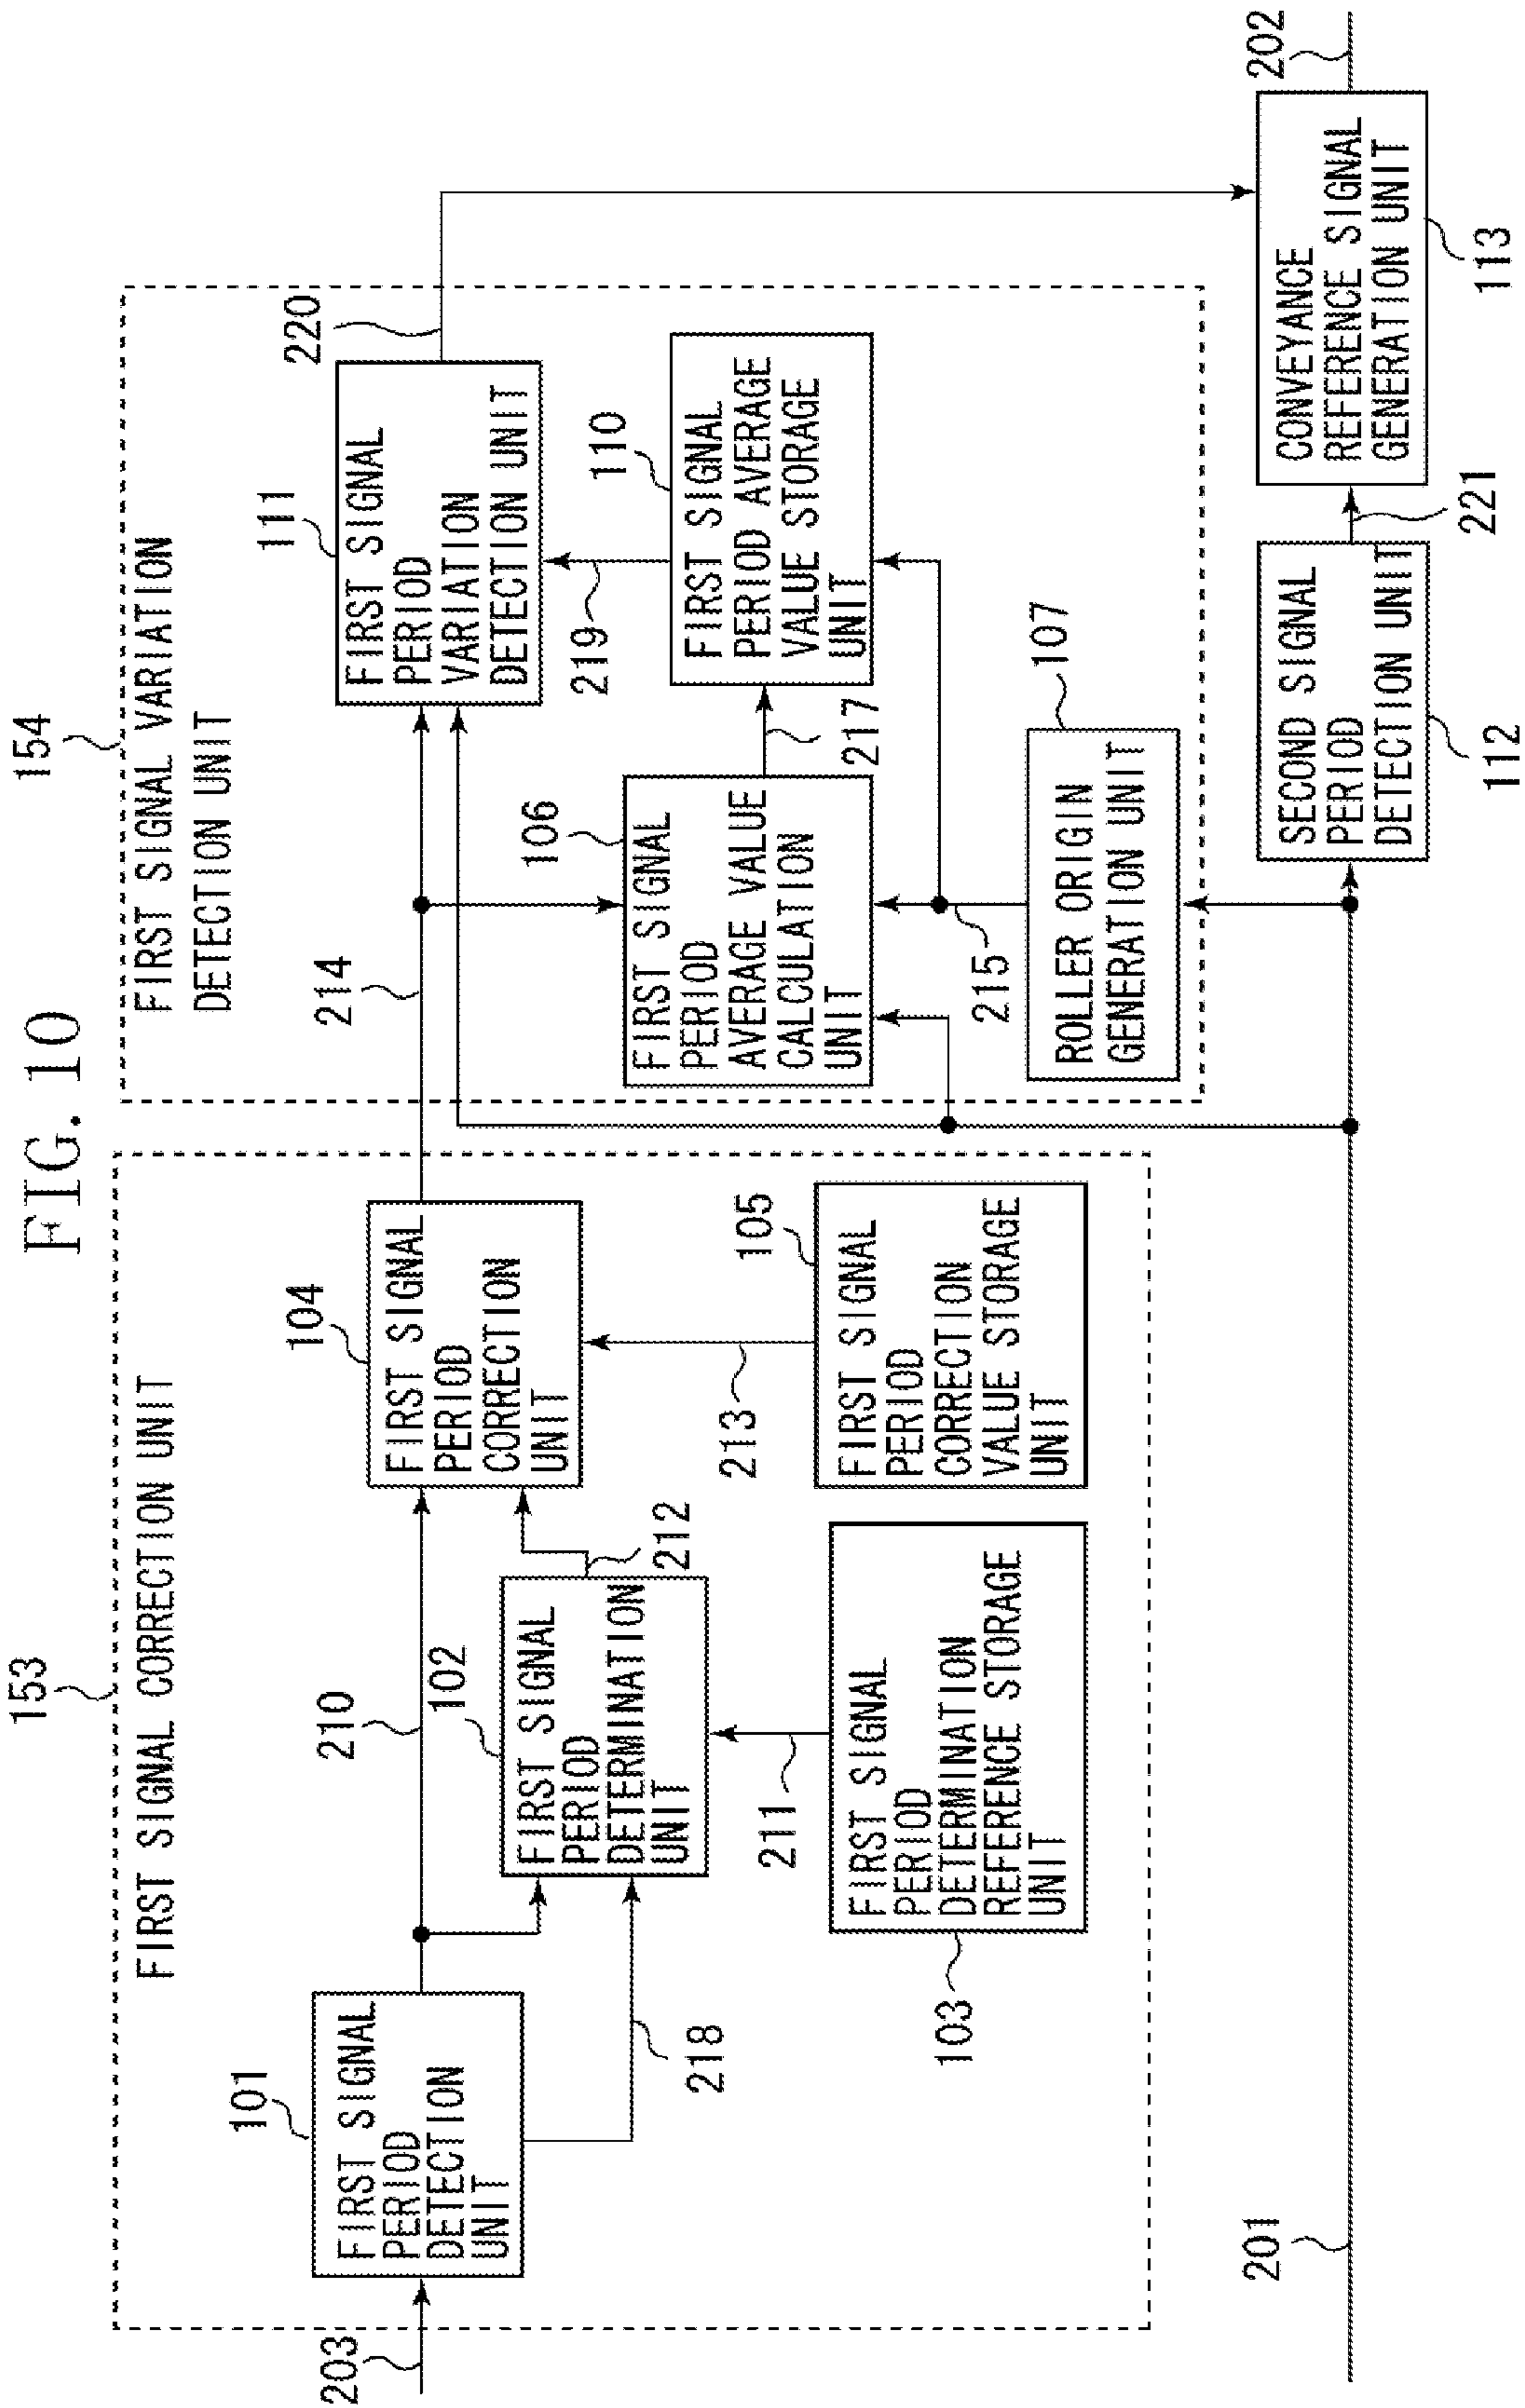 FIG. 10
153
FIRST SIGNAL CORRECTION UNIT
203
101
FIRST SIGNAL
PERIOD
DETECTION
UNIT
210
218
102
FIRST SIGNAL
PERIOD
DETERMINATION
UNIT
212
211
103
FIRST SIGNAL
PERIOD
DETERMINATION
REFERENCE STORAGE
UNIT
104
FIRST SIGNAL
PERIOD
CORRECTION
UNIT
213
105
FIRST SIGNAL
PERIOD
CORRECTION
VALUE STORAGE
UNIT
154
FIRST SIGNAL VARIATION
DETECTION UNIT
214
106
FIRST SIGNAL
PERIOD
AVERAGE VALUE
CALCULATION
UNIT
217
215
107
ROLLER ORIGIN
GENERATION UNIT
111
FIRST SIGNAL
PERIOD
VARIATION
DETECTION UNIT
219
110
FIRST SIGNAL
PERIOD AVERAGE
VALUE STORAGE
UNIT
220
201
SECOND SIGNAL
PERIOD
DETECTION UNIT
112
221
CONVEYANCE
REFERENCE SIGNAL
GENERATION UNIT
113
202